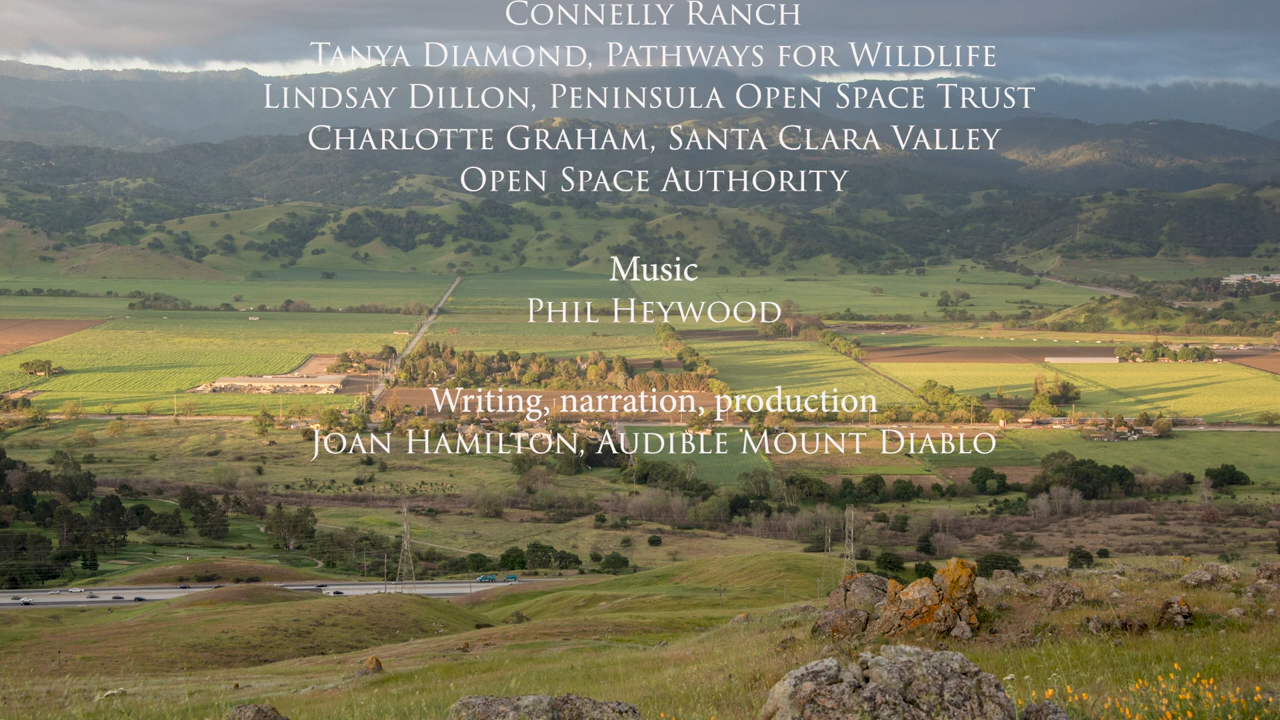 Connelly Ranch
Tanya Diamond, Pathways for Wildlife
Lindsay Dillon, Peninsula Open Space Trust
Charlotte Graham, Santa Clara Valley
Open Space Authority
Music
Phil Heywood
Writing, narration, production
Joan Hamilton, Audible Mount Diablo